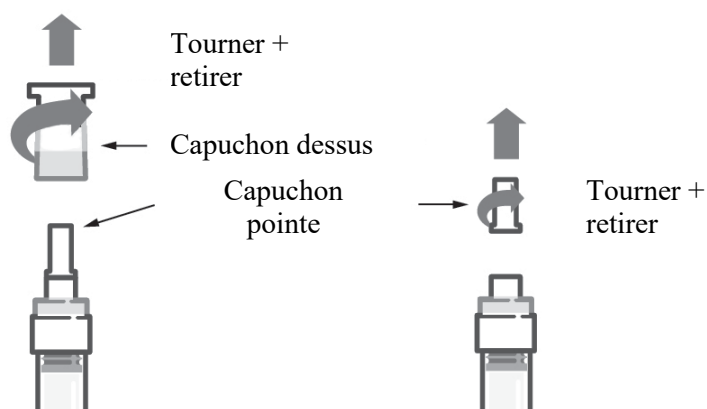 Tourner +
retirer
Capuchon dessus
Capuchon
pointe
Tourner +
retirer